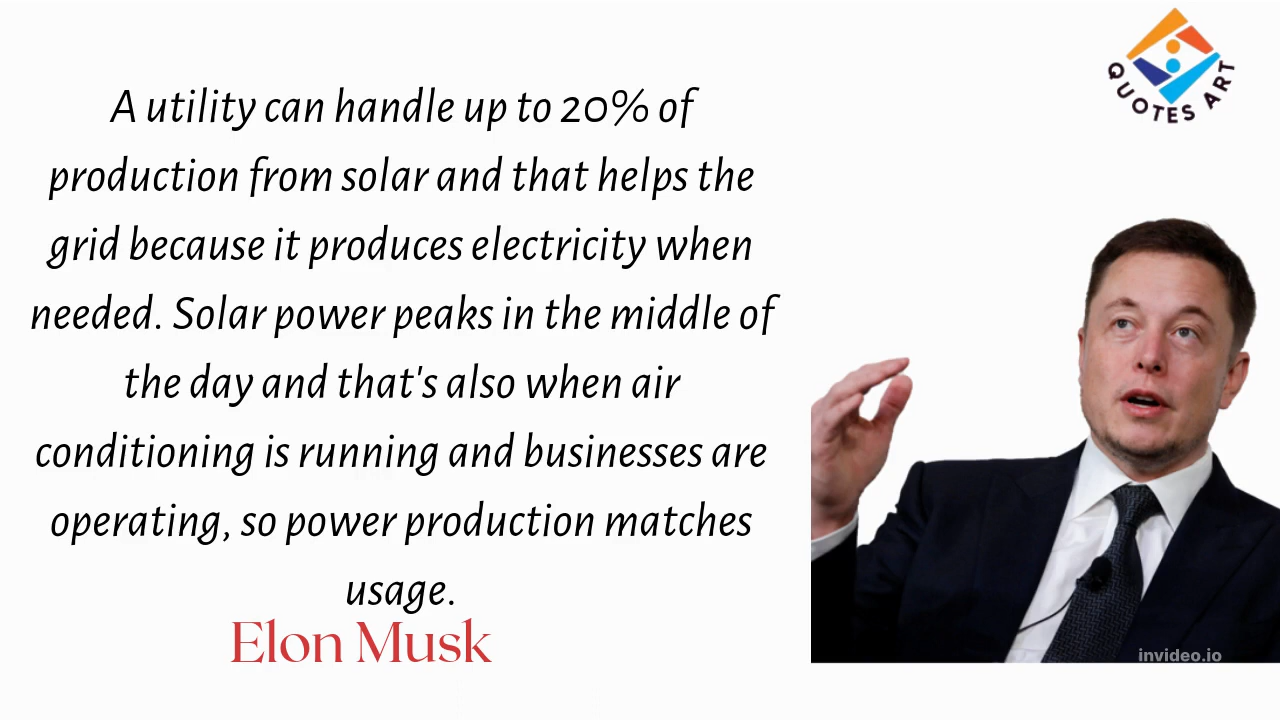 QUOTES ART
A utility can handle up to 20% of
production from solar and that helps the
grid because it produces electricity when
needed. Solar power peaks in the middle of
the day and that's also when air
conditioning is running and businesses are
operating, so power production matches
usage.
Elon Musk
invideo.io